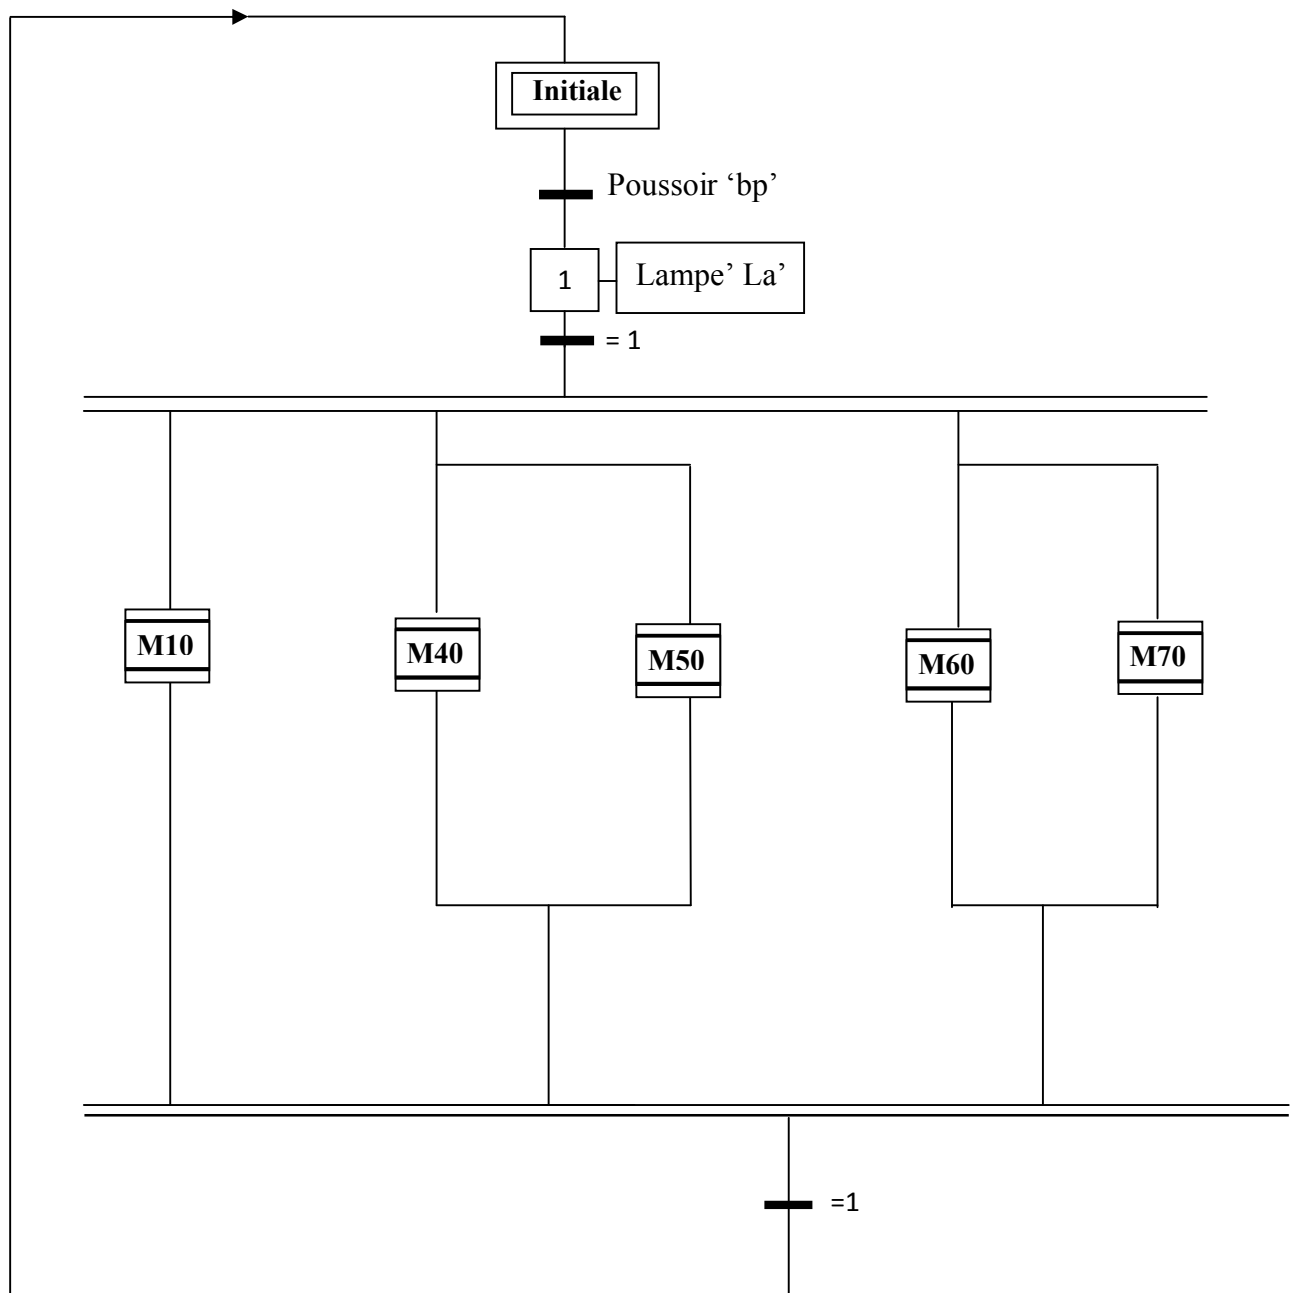 Initiale
Poussoir ‘bp’
1
Lampe’ La’
= 1
M10
M40
M50
M60
M70
=1